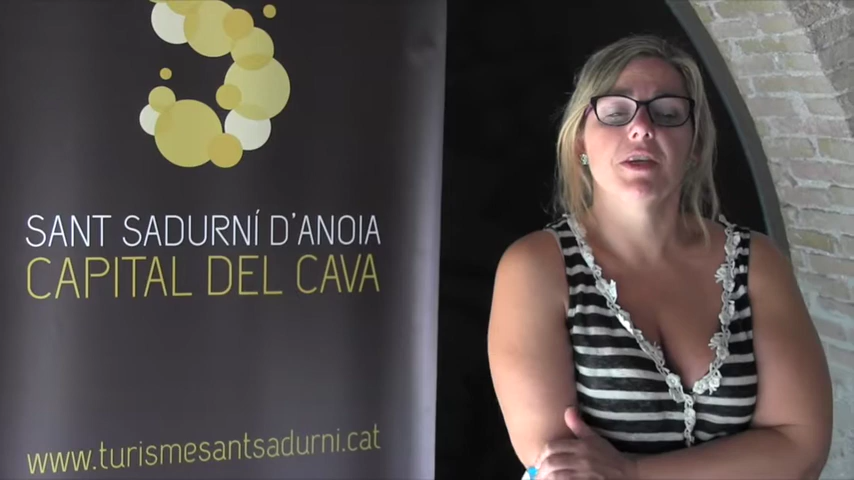 SANT SADURNÍ D'ANOIA
CAPITAL DEL CAVA
www.turismesantsadurni.cat